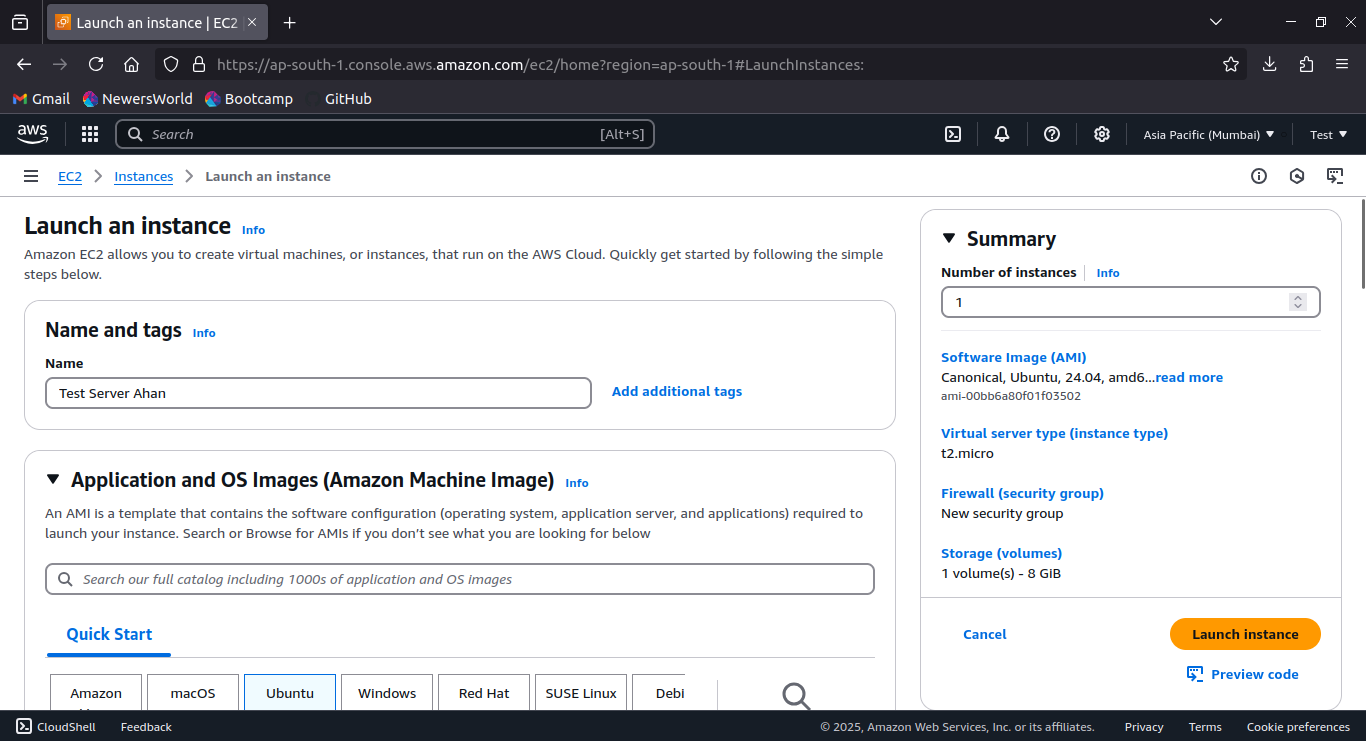 Launch an instance | EC2
https://ap-south-1.console.aws.amazon.com/ec2/home?region=ap-south-1#LaunchInstances:
Gmail NewersWorld Bootcamp GitHub
aws Search [Alt+S] Asia Pacific (Mumbai) Test
EC2 Instances Launch an instance
Launch an instance Info
Amazon EC2 allows you to create virtual machines, or instances, that run on the AWS Cloud. Quickly get started by following the simple
steps below.
Name and tags Info
Name
Test Server Ahan Add additional tags
Application and OS Images (Amazon Machine Image) Info
An AMI is a template that contains the software configuration (operating system, application server, and applications) required to
launch your instance. Search or Browse for AMIs if you don’t see what you are looking for below
Search our full catalog including 1000s of application and OS images
Quick Start
Amazon macOS Ubuntu Windows Red Hat SUSE Linux Debi
Summary
Number of instances Info
1
Software Image (AMI)
Canonical, Ubuntu, 24.04, amd6...read more
ami-00bb6a80f01f03502
Virtual server type (instance type)
t2.micro
Firewall (security group)
New security group
Storage (volumes)
1 volume(s) - 8 GiB
Cancel Launch instance
Preview code
CloudShell Feedback © 2025, Amazon Web Services, Inc. or its affiliates. Privacy Terms Cookie preferences